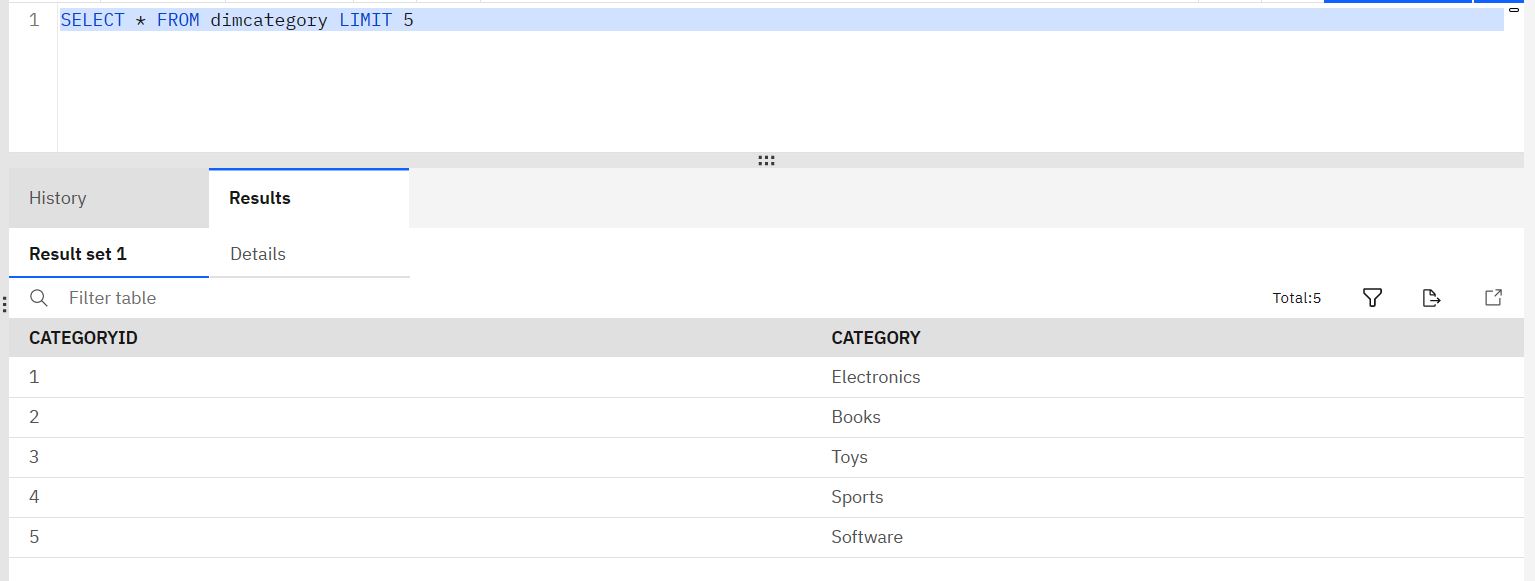 1 SELECT * FROM dimcategory LIMIT 5
History Results
Result set 1 Details
Filter table Total:5
CATEGORYID CATEGORY
1 Electronics
2 Books
3 Toys
4 Sports
5 Software